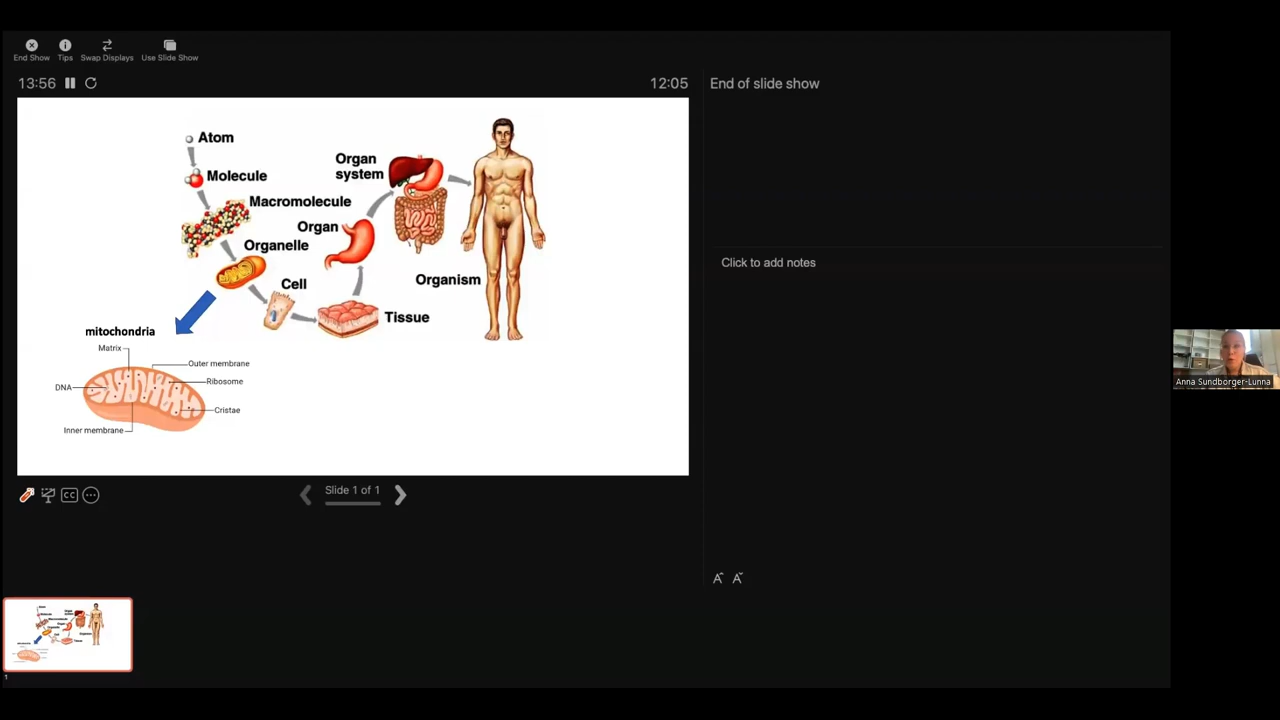 End Show
Tips
Swap Displays
Use Slide Show
13:56
12:05
End of slide show
Atom
Molecule
Macromolecule
Organelle
Cell
Tissue
Organ
Organ
system
Organism
mitochondria
Matrix
Outer membrane
Ribosome
DNA
Cristae
Inner membrane
Click to add notes
Anna Sundborger-Lunna
CC
Slide 1 of 1
A
A
1